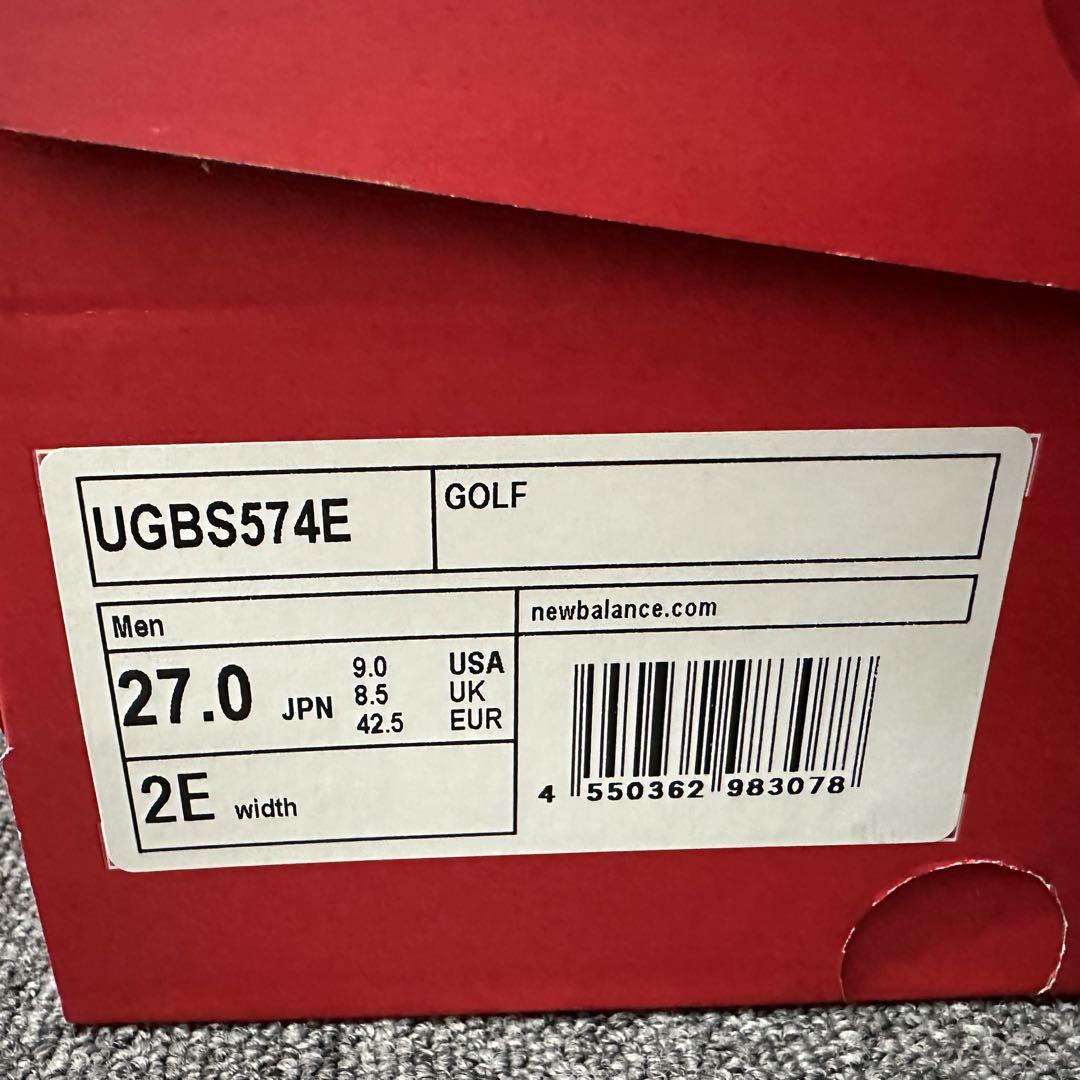 UGBS574E
GOLF
Men
newbalance.com
27.0 JPN
9.0 USA
8.5 UK
42.5 EUR
2E width
4 550362 983078